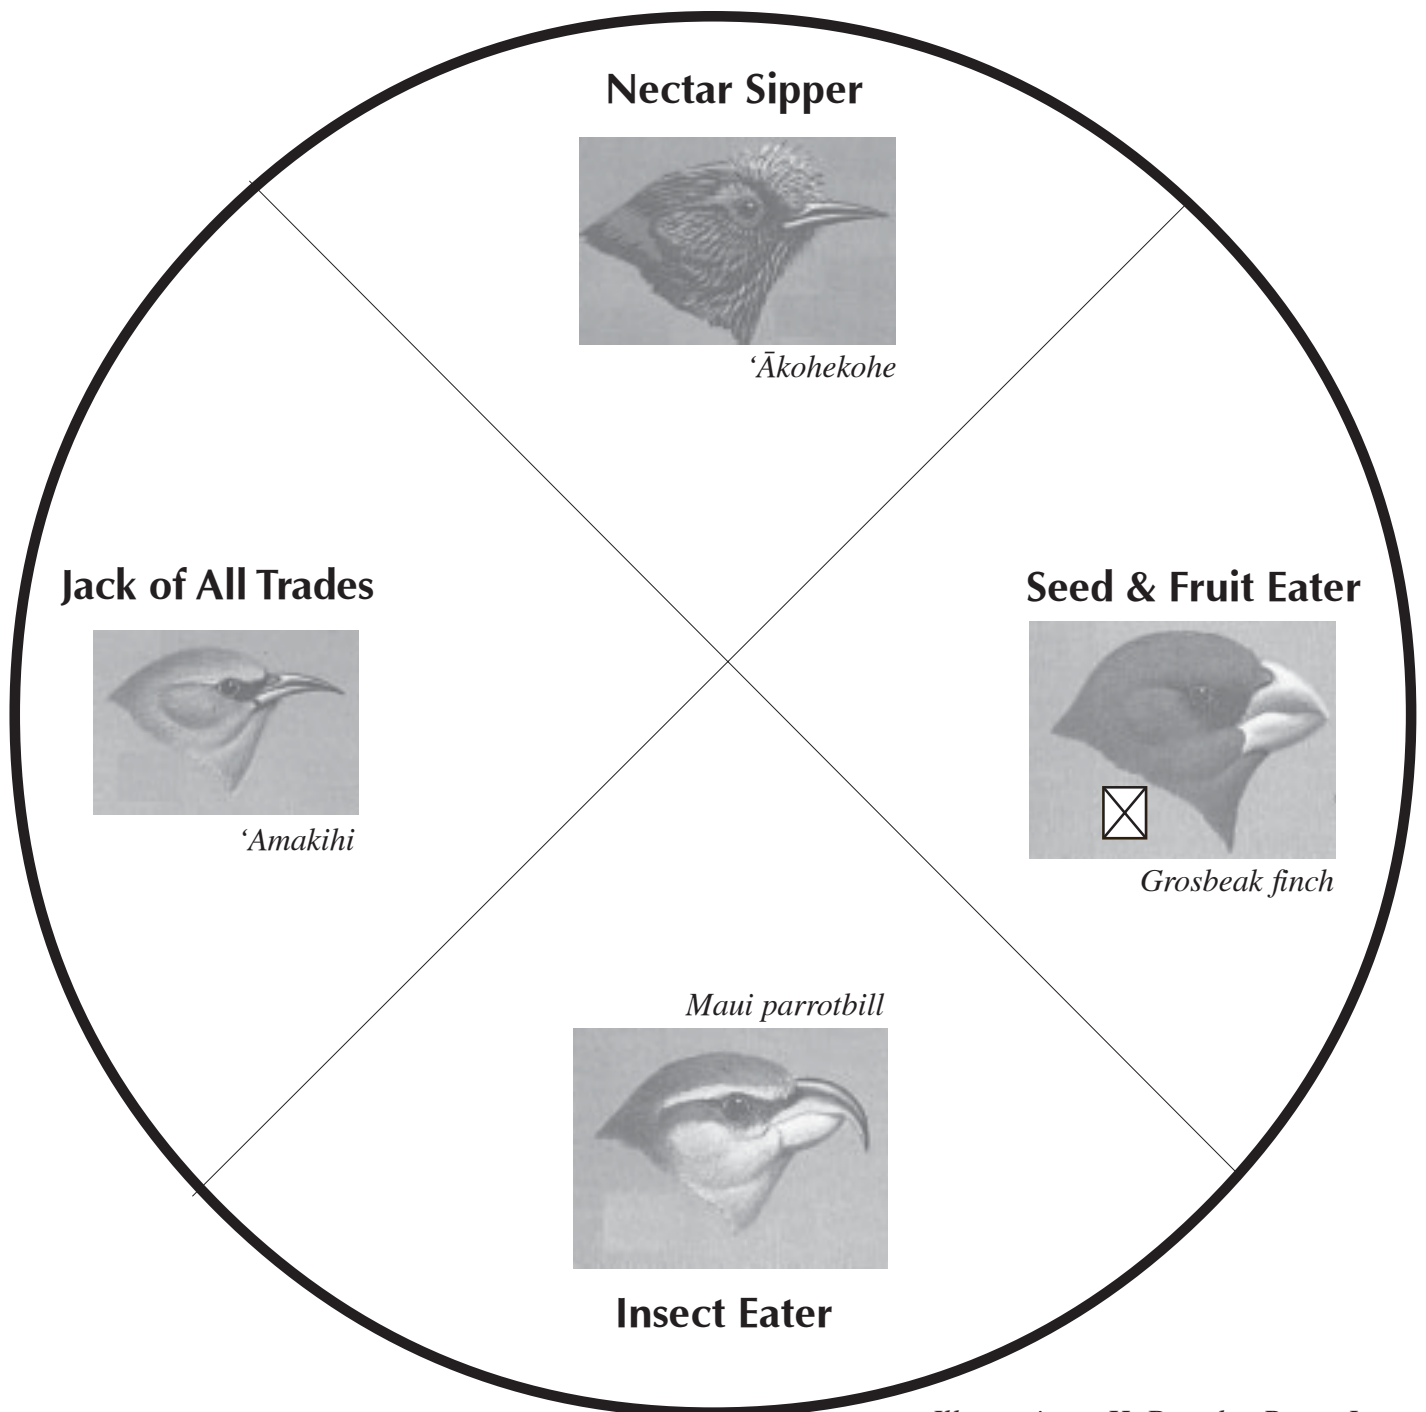 Nectar Sipper
‘Ākohekohe
Jack of All Trades
‘Amakihi
Seed & Fruit Eater
Grosbeak finch
Maui parrotbill
Insect Eater